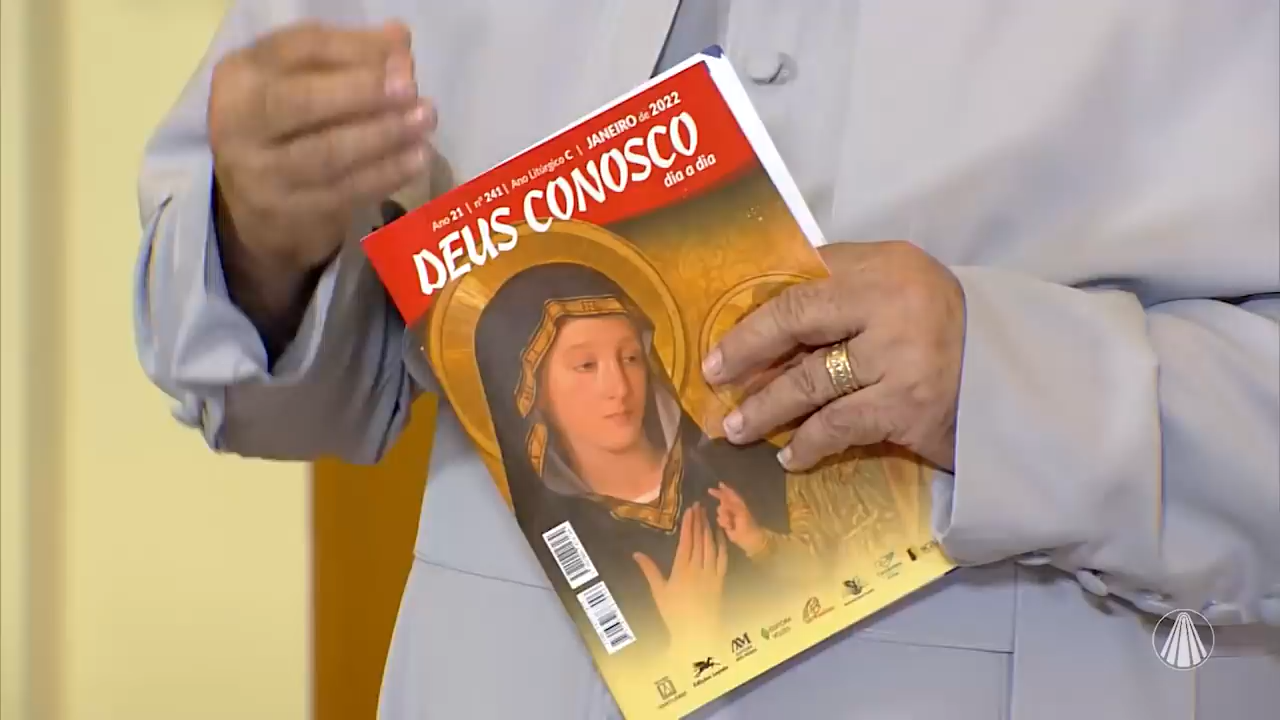 Ano 21 | nº 241 | Ano Litúrgico C | JANEIRO de 2022
DEUS CONOSCO
dia a dia